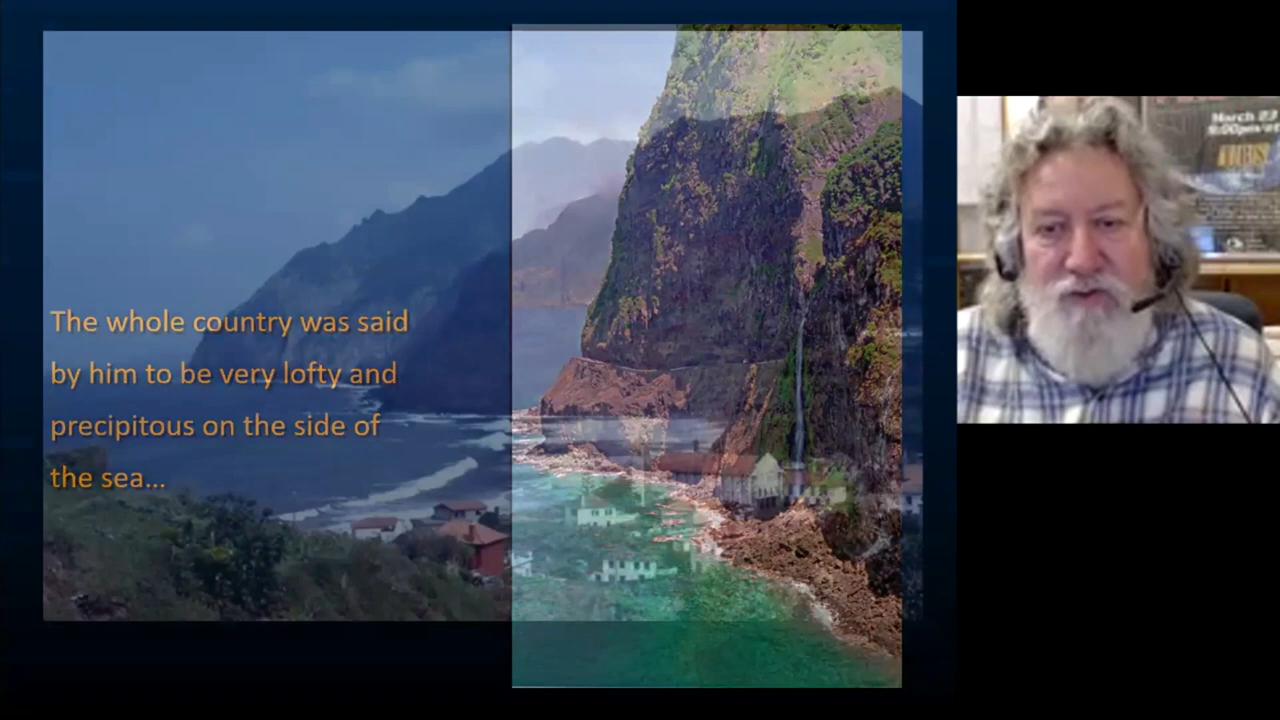 The whole country was said
by him to be very lofty and
precipitous on the side of
the sea...
March 23